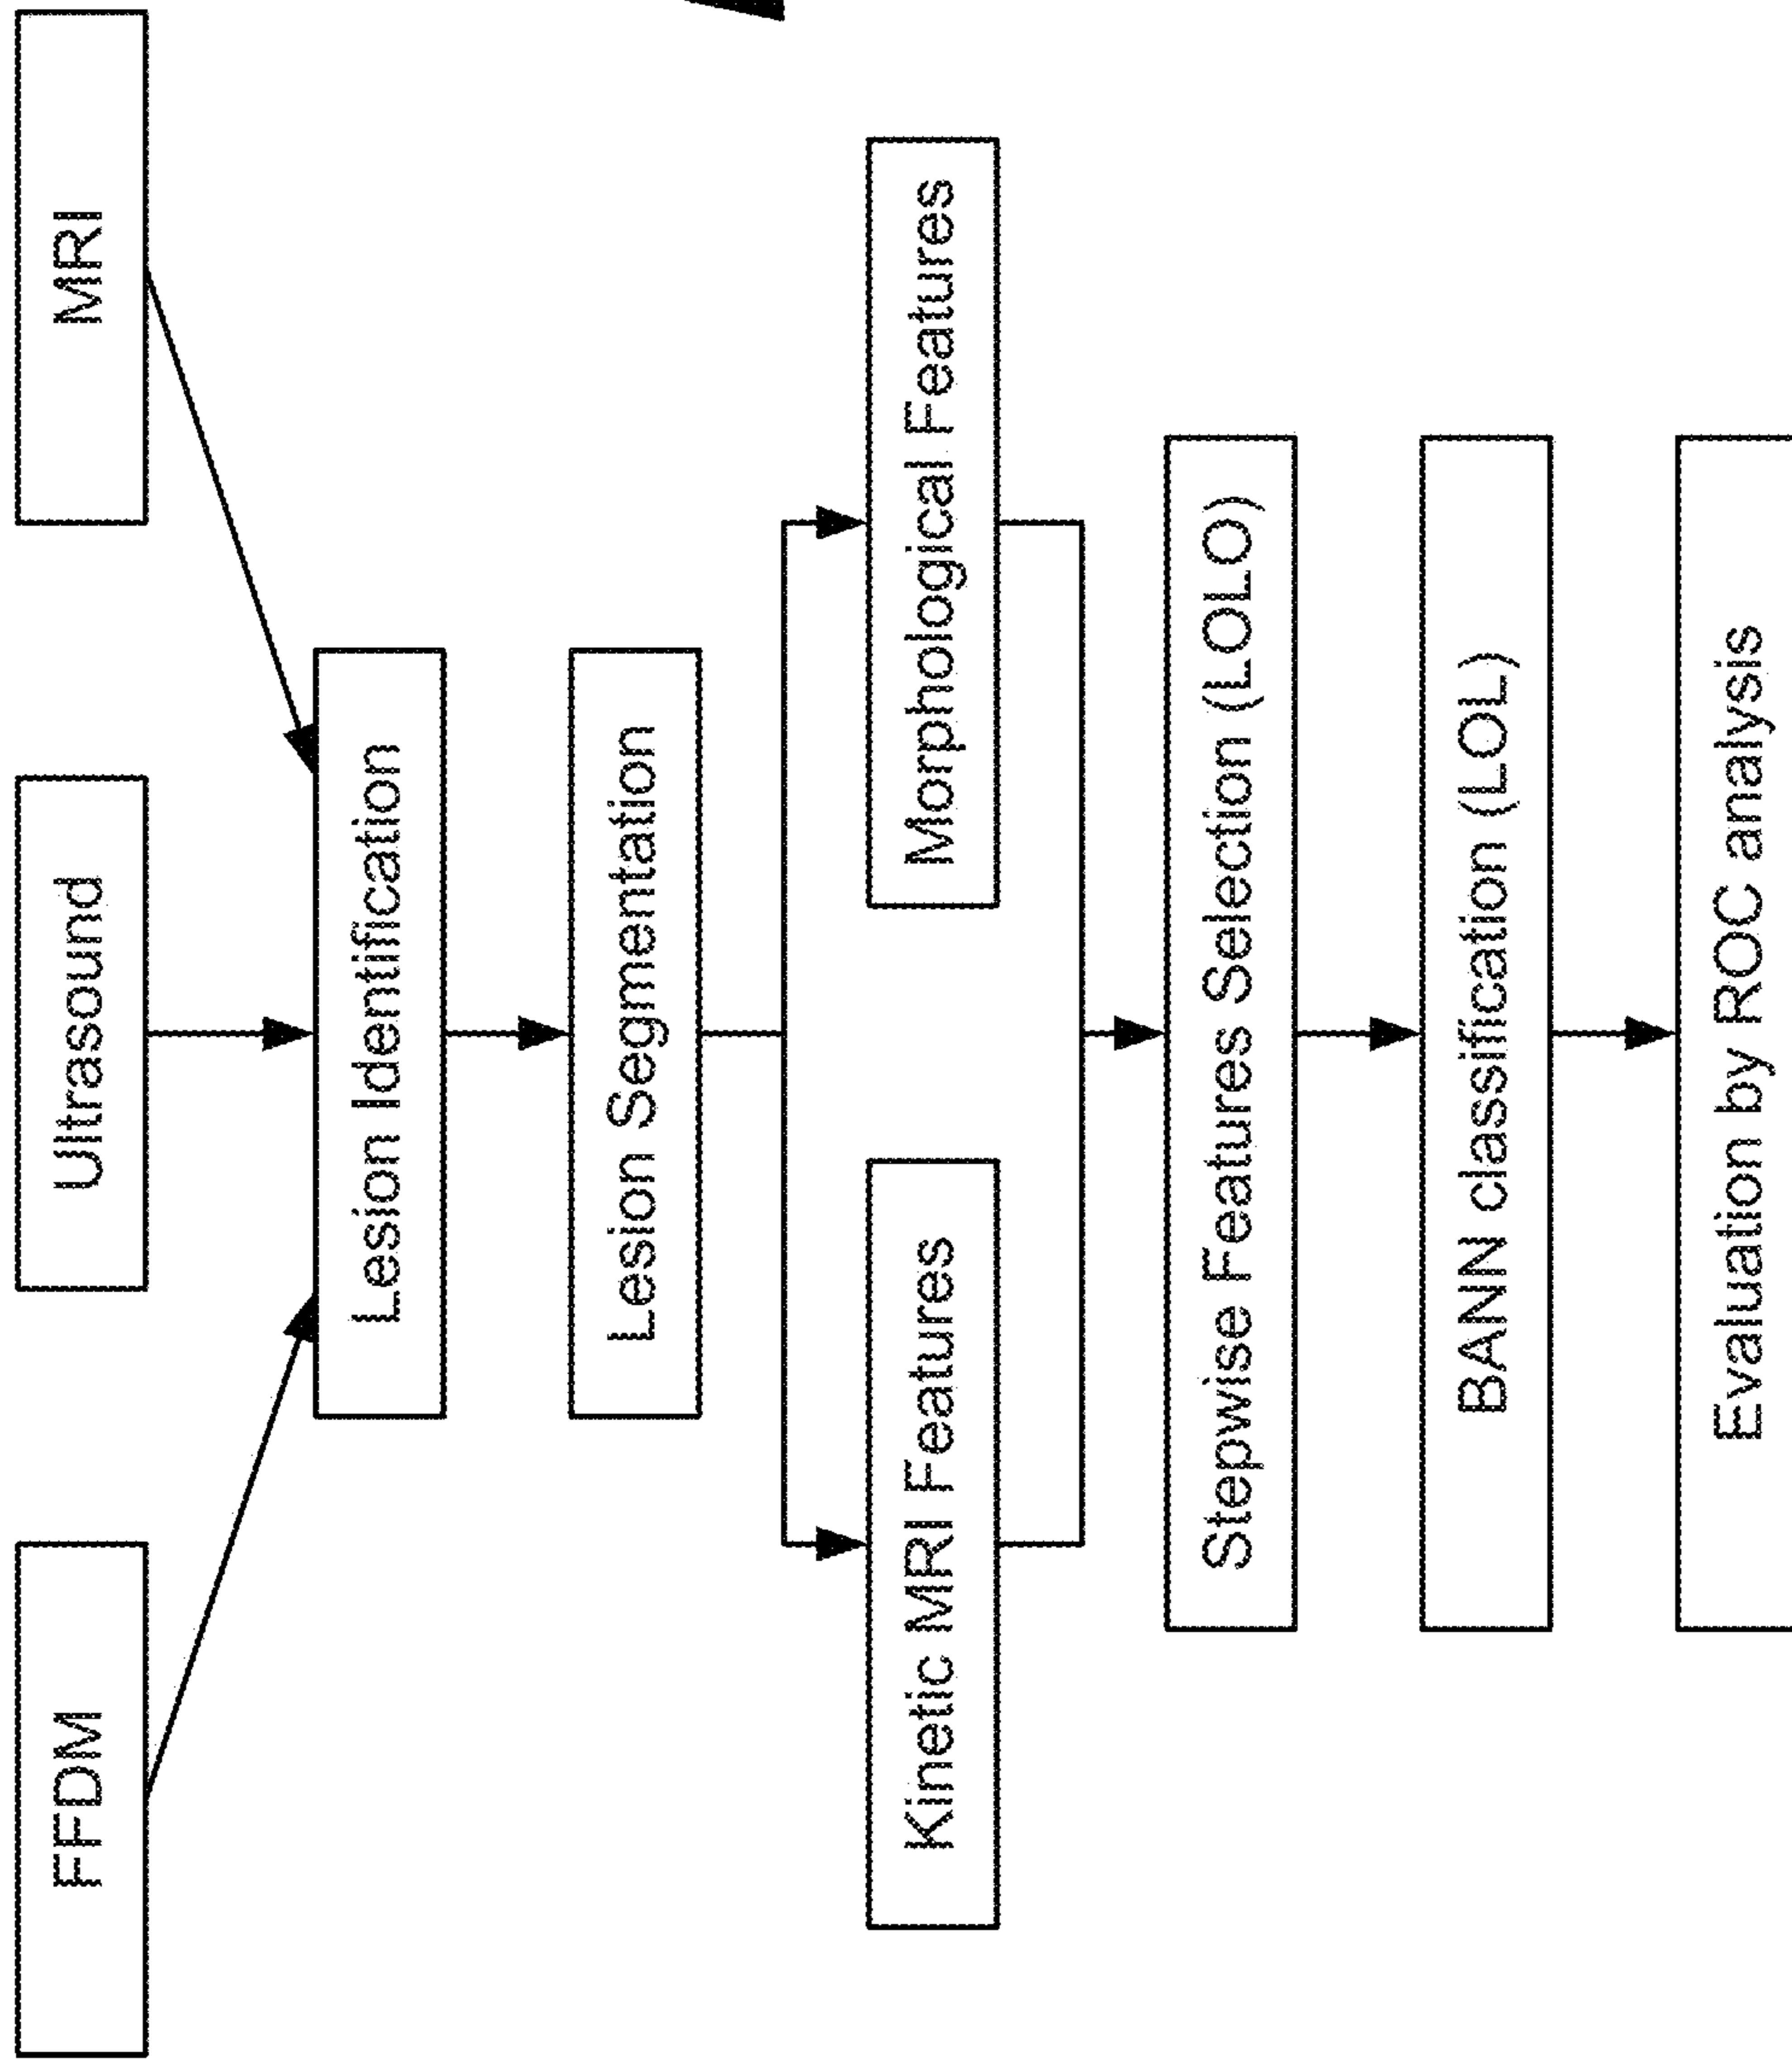 FFDM
Ultrasound
MRI
Lesion Identification
Lesion Segmentation
Kinetic MRI Features
Morphological Features
Stepwise Features Selection (LOLO)
BANN classification (LOL)
Evaluation by ROC analysis